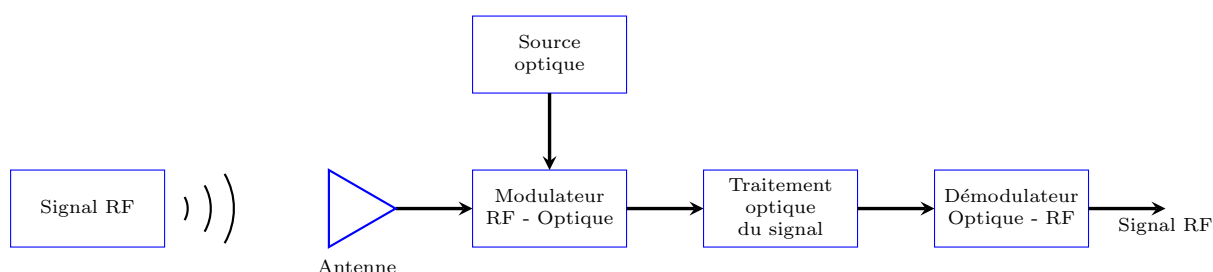 Source
optique
Signal RF
Modulateur
RF - Optique
Traitement
optique
du signal
Démodulateur
Optique - RF
Signal RF
Antenne